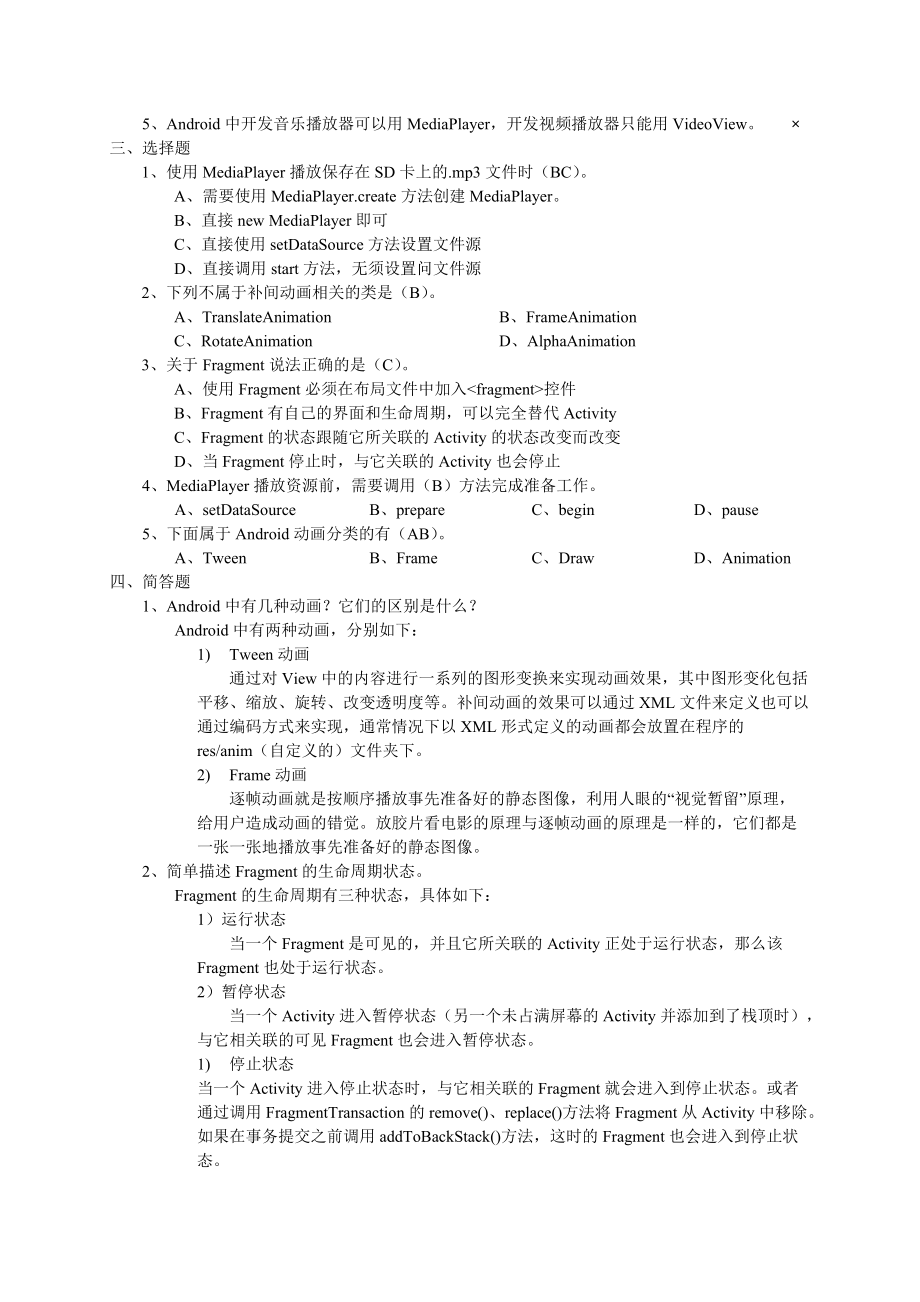 5、Android 中开发音乐播放器可以用 MediaPlayer，开发视频播放器只能用 VideoView。 ×
三、选择题
1、使用 MediaPlayer 播放保存在 SD 卡上的.mp3 文件时（BC）。
A、需要使用 MediaPlayer.create 方法创建 MediaPlayer。
B、直接 new MediaPlayer 即可
C、直接使用 setDataSource 方法设置文件源
D、直接调用 start 方法，无须设置问文件源
2、下列不属于补间动画相关的类是（B）。
A、TranslateAnimation B、FrameAnimation
C、RotateAnimation D、AlphaAnimation
3、关于 Fragment 说法正确的是（C）。
A、使用 Fragment 必须在布局文件中加入<fragment>控件
B、Fragment 有自己的界面和生命周期，可以完全替代 Activity
C、Fragment 的状态跟随它所关联的 Activity 的状态改变而改变
D、当 Fragment 停止时，与它关联的 Activity 也会停止
4、MediaPlayer 播放资源前，需要调用（B）方法完成准备工作。
A、setDataSource B、prepare C、begin D、pause
5、下面属于 Android 动画分类的有（AB）。
A、Tween B、Frame C、Draw D、Animation
四、简答题
1、Android 中有几种动画？它们的区别是什么？
Android 中有两种动画，分别如下：
1) Tween 动画
通过对 View 中的内容进行一系列的图形变换来实现动画效果，其中图形变化包括
平移、缩放、旋转、改变透明度等。补间动画的效果可以通过 XML 文件来定义也可以
通过编码方式来实现，通常情况下以 XML 形式定义的动画都会放置在程序的
res/anim（自定义的）文件夹下。
2) Frame 动画
逐帧动画就是按顺序播放事先准备好的静态图像，利用人眼的“视觉暂留”原理，
给用户造成动画的错觉。放胶片看电影的原理与逐帧动画的原理是一样的，它们都是
一张一张地播放事先准备好的静态图像。
2、简单描述 Fragment 的生命周期状态。
Fragment 的生命周期有三种状态，具体如下：
1）运行状态
当一个 Fragment 是可见的，并且它所关联的 Activity 正处于运行状态，那么该
Fragment 也处于运行状态。
2）暂停状态
当一个 Activity 进入暂停状态（另一个未占满屏幕的 Activity 并添加到了栈顶时），
与它相关联的可见 Fragment 也会进入暂停状态。
1) 停止状态
当一个 Activity 进入停止状态时，与它相关联的 Fragment 就会进入到停止状态。或者
通过调用 FragmentTransaction 的 remove()、replace()方法将 Fragment 从 Activity 中移除。
如果在事务提交之前调用 addToBackStack()方法，这时的 Fragment 也会进入到停止状
态。